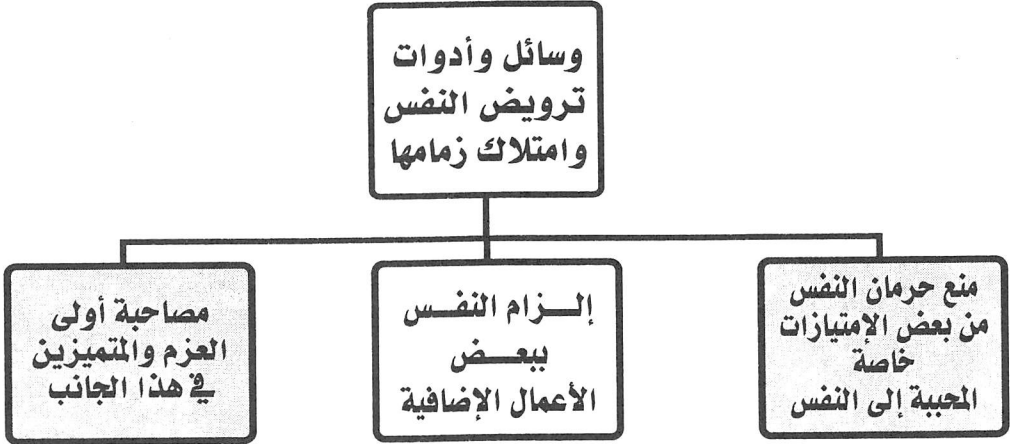 وسائل وأدوات
ترويض النفس
وامتلاك زمامها
منع حرمان النفس
من بعض الإمتيازات
خاصة
المحببة إلى النفس
إلــزام النفــس
ببعــض
الأعمال الإضافية
مصاحبة أولى
العزم والمتميزين
في هذا الجانب